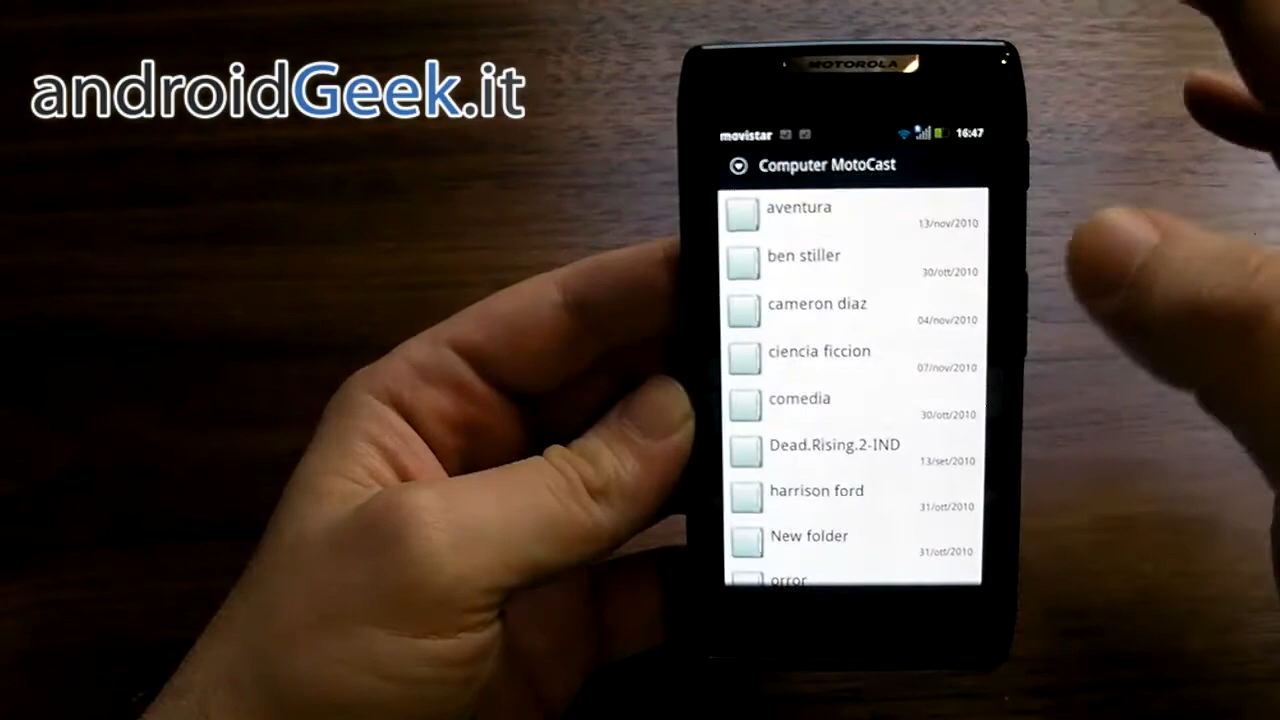 androidGeek.it
MOTOROLA
movistar 16:47
Computer MotoCast
aventura
13/nov/2010
ben stiller
30/ott/2010
cameron diaz
04/nov/2010
ciencia ficcion
07/nov/2010
comedia
30/ott/2010
Dead.Rising.2-IND
13/set/2010
harrison ford
31/ott/2010
New folder
31/ott/2010
orror